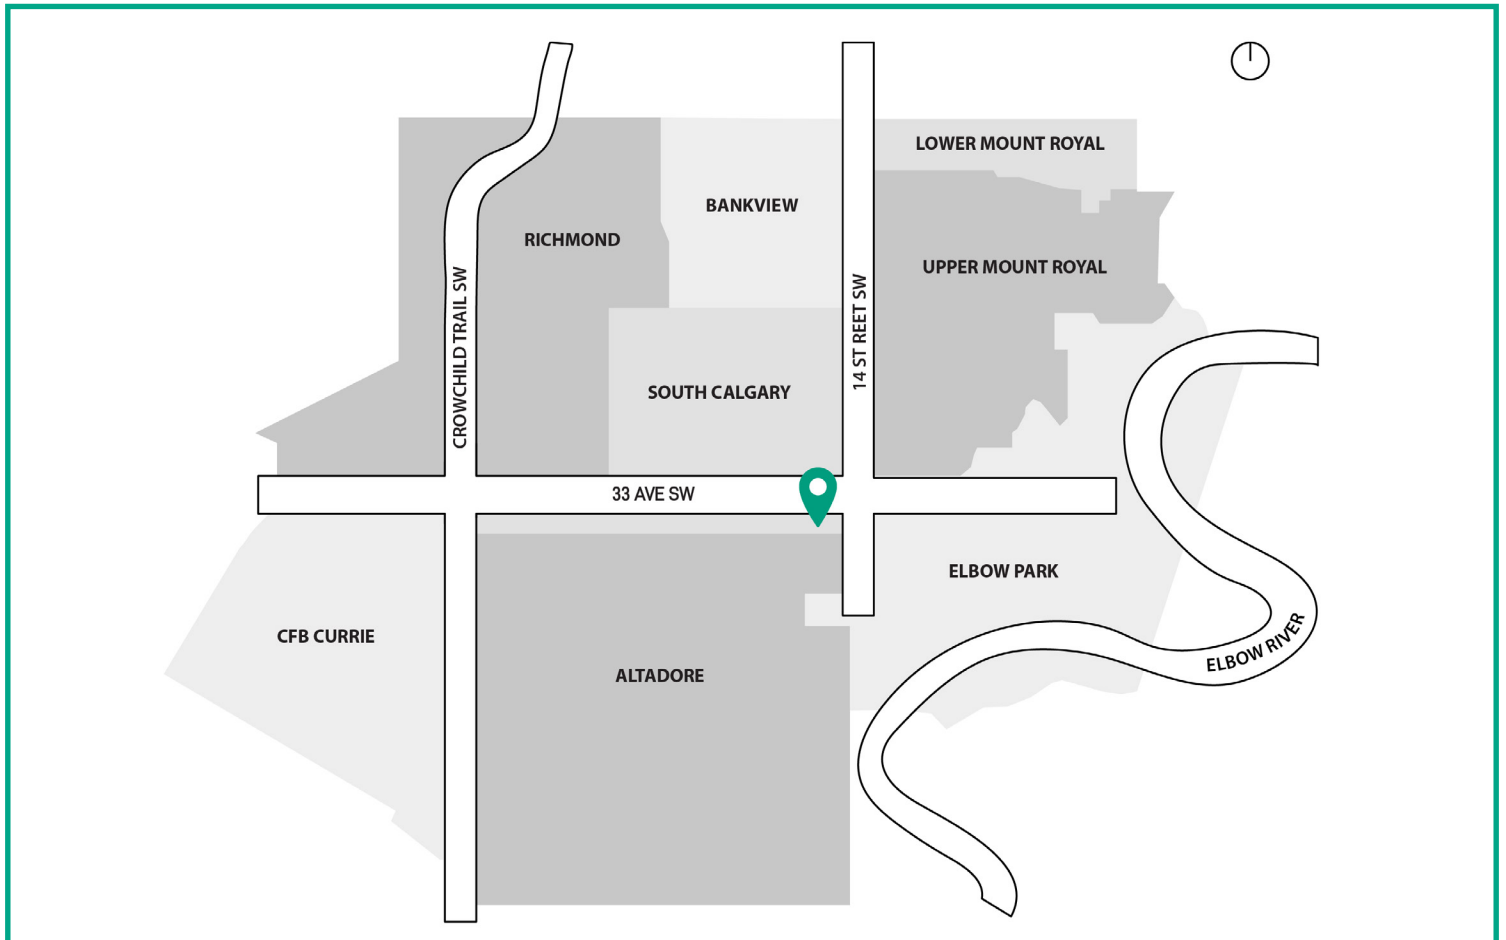 LOWER MOUNT ROYAL
BANKVIEW
RICHMOND
UPPER MOUNT ROYAL
CROWCHILD TRAIL SW
14 ST REET SW
SOUTH CALGARY
33 AVE SW
ELBOW PARK
CFB CURRIE
ELBOW RIVER
ALTADORE